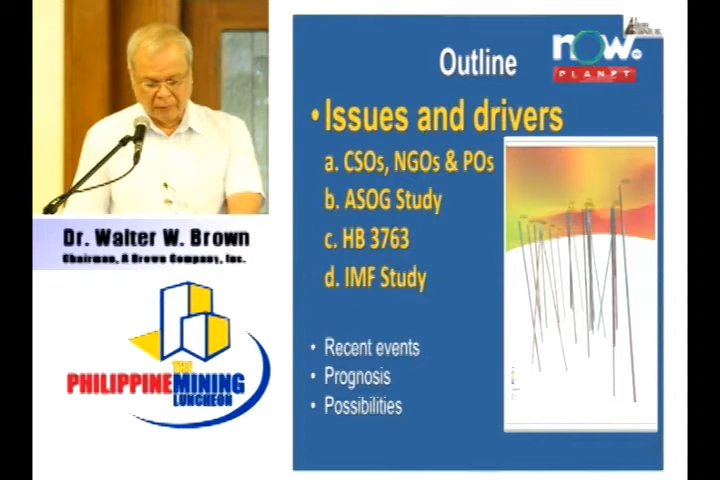 Outline
now.
PLANET
• Issues and drivers
a. CSOs, NGOs & POs
b. ASOG Study
c. HB 3763
d. IMF Study
• Recent events
• Prognosis
• Possibilities
Dr. Walter W. Brown
Chairman, A Brown Company, Inc.
THE
PHILIPPINE MINING
LUNCHEON